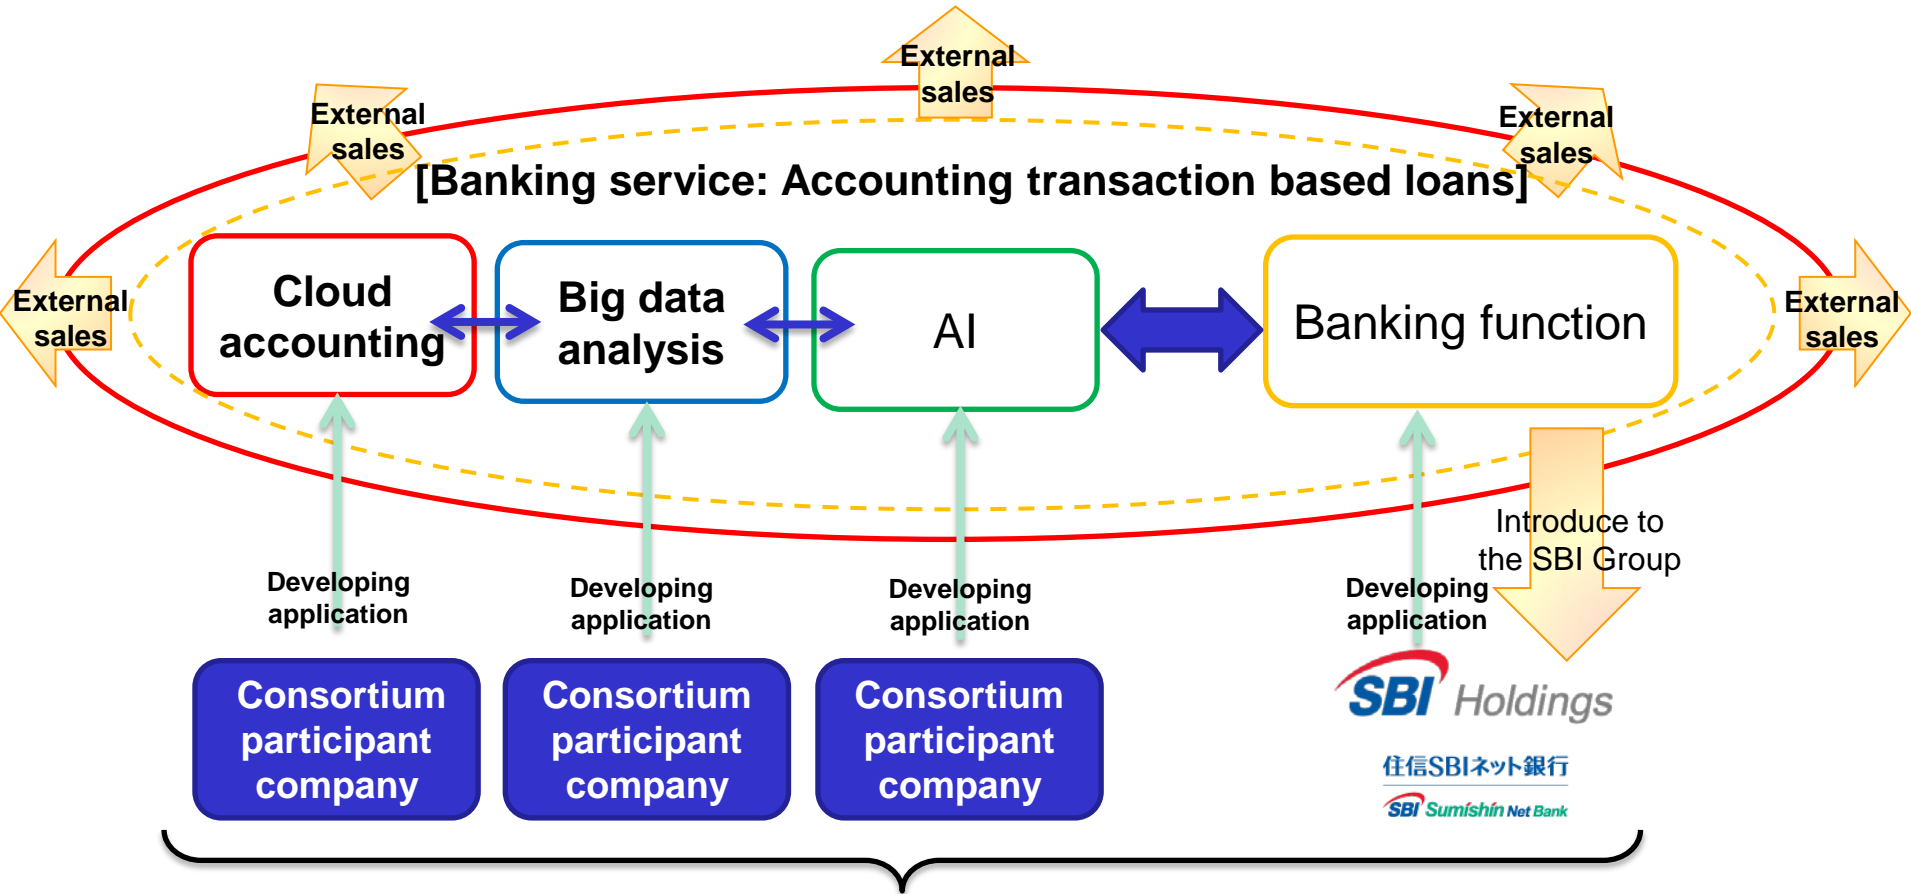 External
sales
External
sales
External
sales
[Banking service: Accounting transaction based loans]
External
sales
Cloud
accounting
Big data
analysis
AI
Banking function
External
sales
Introduce to
the SBI Group
Developing
application
Developing
application
Developing
application
Developing
application
Consortium
participant
company
Consortium
participant
company
Consortium
participant
company
SBI Holdings
住信SBIネット銀行
SBI Sumishin Net Bank